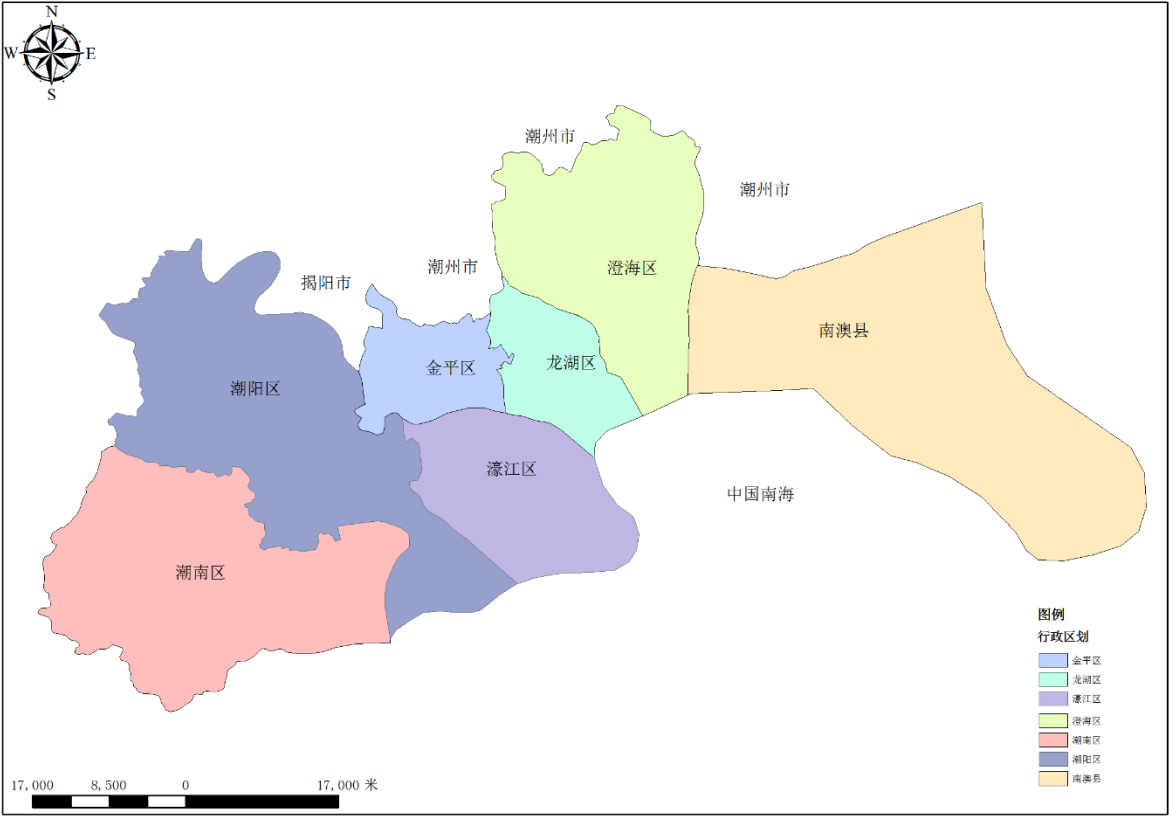 N
W
E
S
潮州市
潮州市
揭阳市
潮州市
澄海区
南澳县
金平区
龙湖区
潮阳区
濠江区
中国南海
潮南区
图例
行政区划
金平区
龙湖区
濠江区
澄海区
潮南区
潮阳区
南澳县
17,000 8,500 0 17,000 米